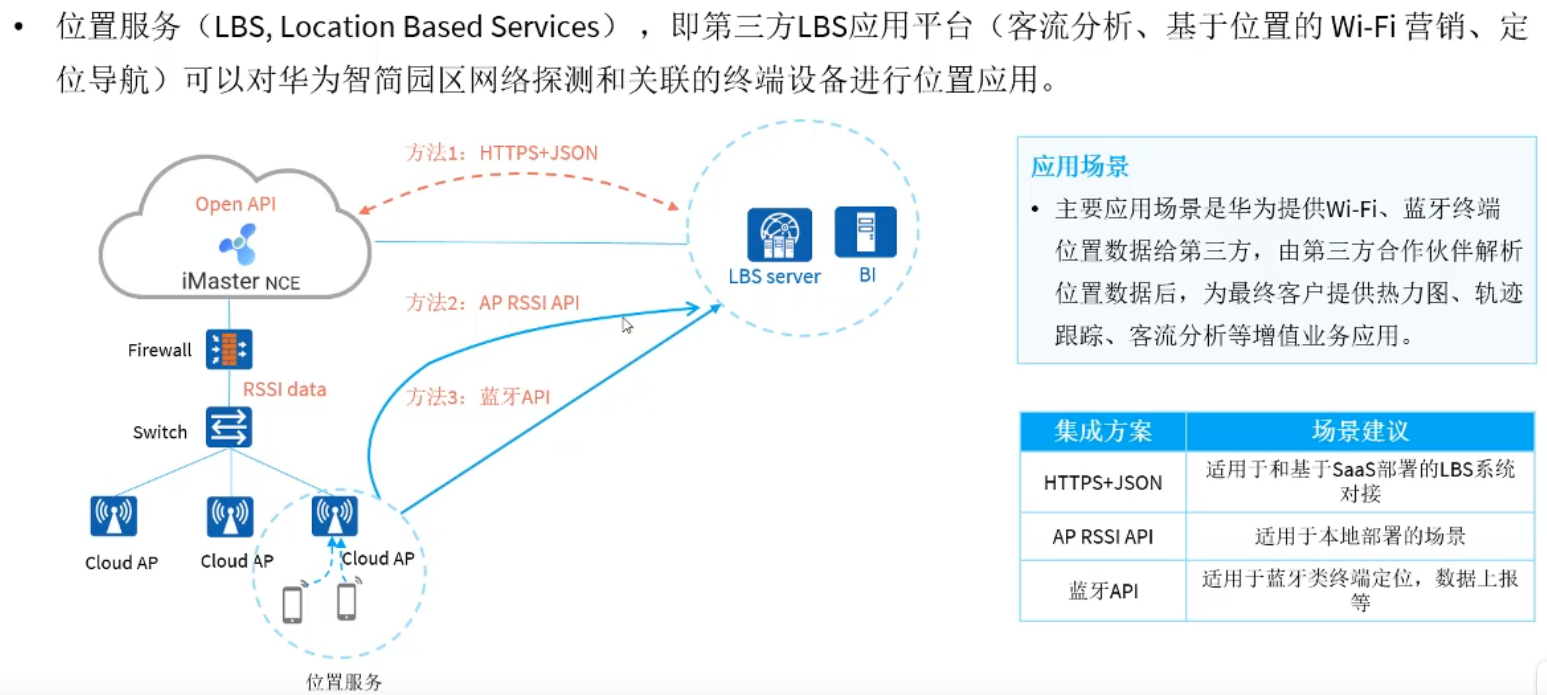 • 位置服务（LBS, Location Based Services），即第三方LBS应用平台（客流分析、基于位置的 Wi-Fi 营销、定
位导航）可以对华为智简园区网络探测和关联的终端设备进行位置应用。
方法1：HTTPS+JSON
Open API
iMaster NCE
LBS server
BI
方法2：AP RSSI API
Firewall
RSSI data
方法3：蓝牙API
Switch
Cloud AP
Cloud AP
Cloud AP
位置服务
应用场景
• 主要应用场景是华为提供Wi-Fi、蓝牙终端
位置数据给第三方，由第三方合作伙伴解析
位置数据后，为最终客户提供热力图、轨迹
跟踪、客流分析等增值业务应用。
集成方案 场景建议
HTTPS+JSON 适用于和基于SaaS部署的LBS系统
对接
AP RSSI API 适用于本地部署的场景
蓝牙API 适用于蓝牙类终端定位，数据上报
等